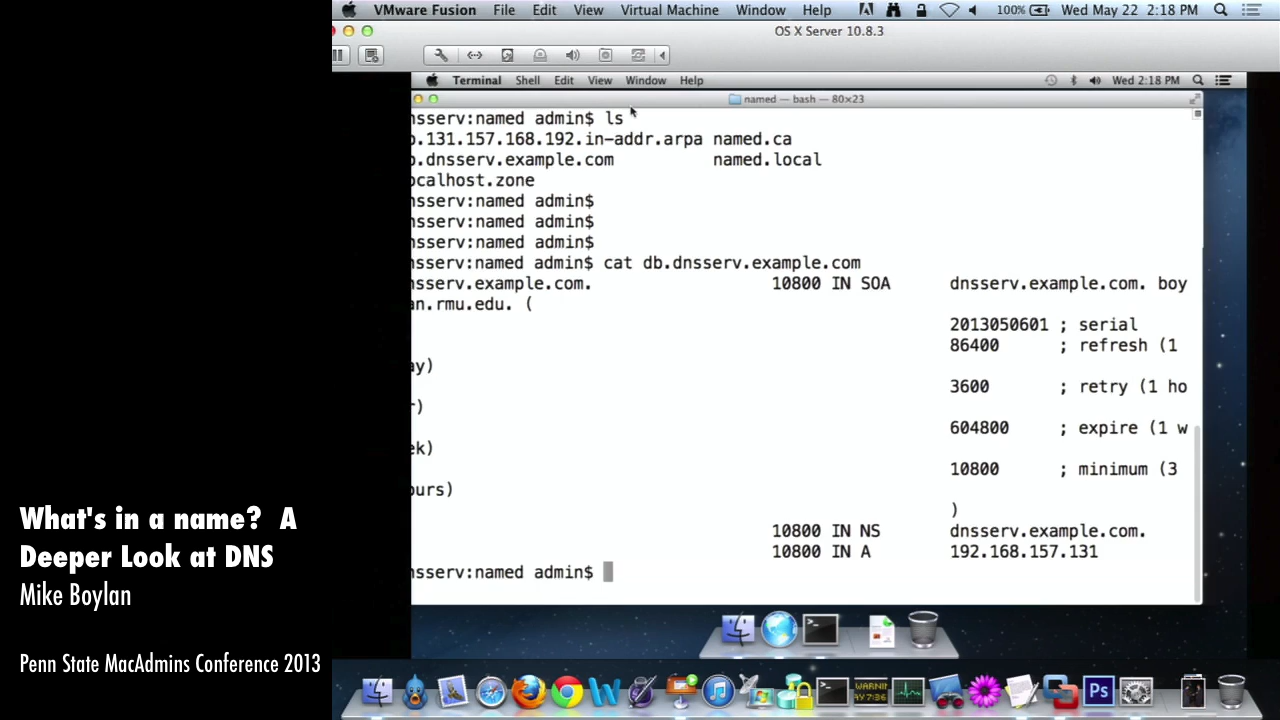 VMware Fusion File Edit View Virtual Machine Window Help 100% Wed May 22 2:18 PM
OS X Server 10.8.3
Terminal Shell Edit View Window Help Wed 2:18 PM
named — bash — 80×23
nsserv:named admin$ ls
.131.157.168.192.in-addr.arpa named.ca
.dnsserv.example.com named.local
ocalhost.zone
nsserv:named admin$
nsserv:named admin$
nsserv:named admin$
nsserv:named admin$ cat db.dnsserv.example.com
nsserv.example.com. 10800 IN SOA dnsserv.example.com. boy
an.rmu.edu. (
2013050601 ; serial
86400 ; refresh (1
ay)
3600 ; retry (1 ho
r)
604800 ; expire (1 w
ek)
10800 ; minimum (3
ours)
)
10800 IN NS dnsserv.example.com.
10800 IN A 192.168.157.131
nsserv:named admin$
What's in a name? A
Deeper Look at DNS
Mike Boylan
Penn State MacAdmins Conference 2013
Ps